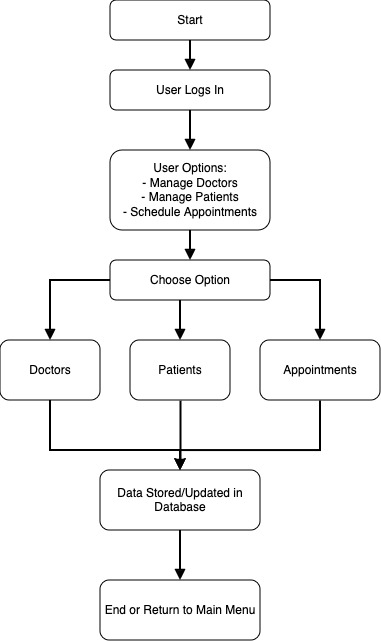 Start
User Logs In
User Options:
- Manage Doctors
- Manage Patients
- Schedule Appointments
Choose Option
Doctors
Patients
Appointments
Data Stored/Updated in
Database
End or Return to Main Menu